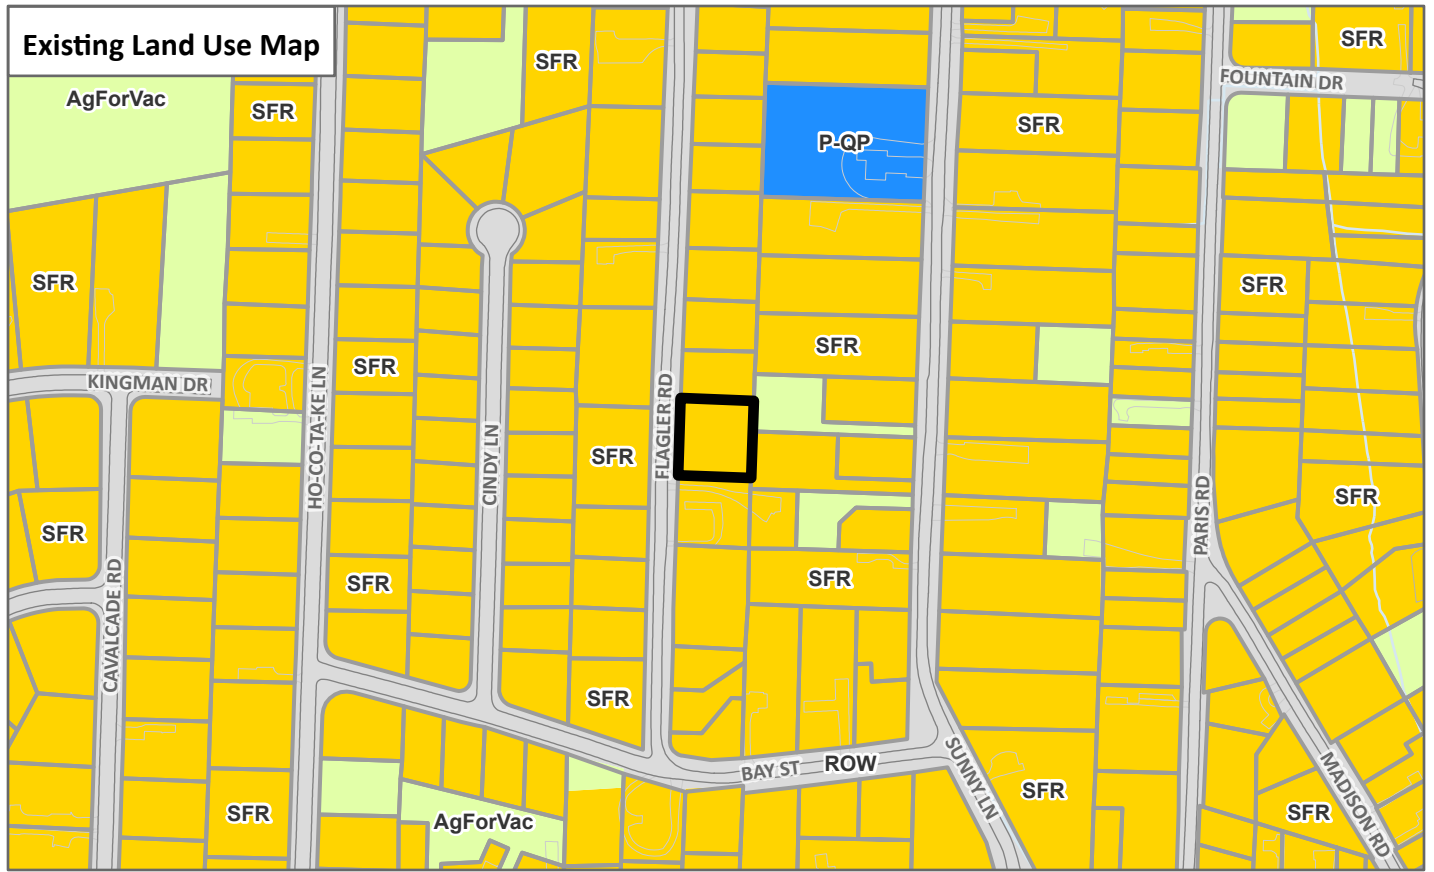 Existing Land Use Map
SFR
FOUNTAIN DR
SFR
AgForVac
SFR
SFR
P-QP
SFR
SFR
SFR
SFR
KINGMAN DR
HO-CO-TA-KE LN
FLAGLER RD
CINDY LN
SFR
SFR
SFR
PARIS RD
SFR
CAVALCADE RD
SFR
SFR
SFR
BAY ST
ROW
SUNNY LN
SFR
MADISON RD
SFR
SFR
AgForVac